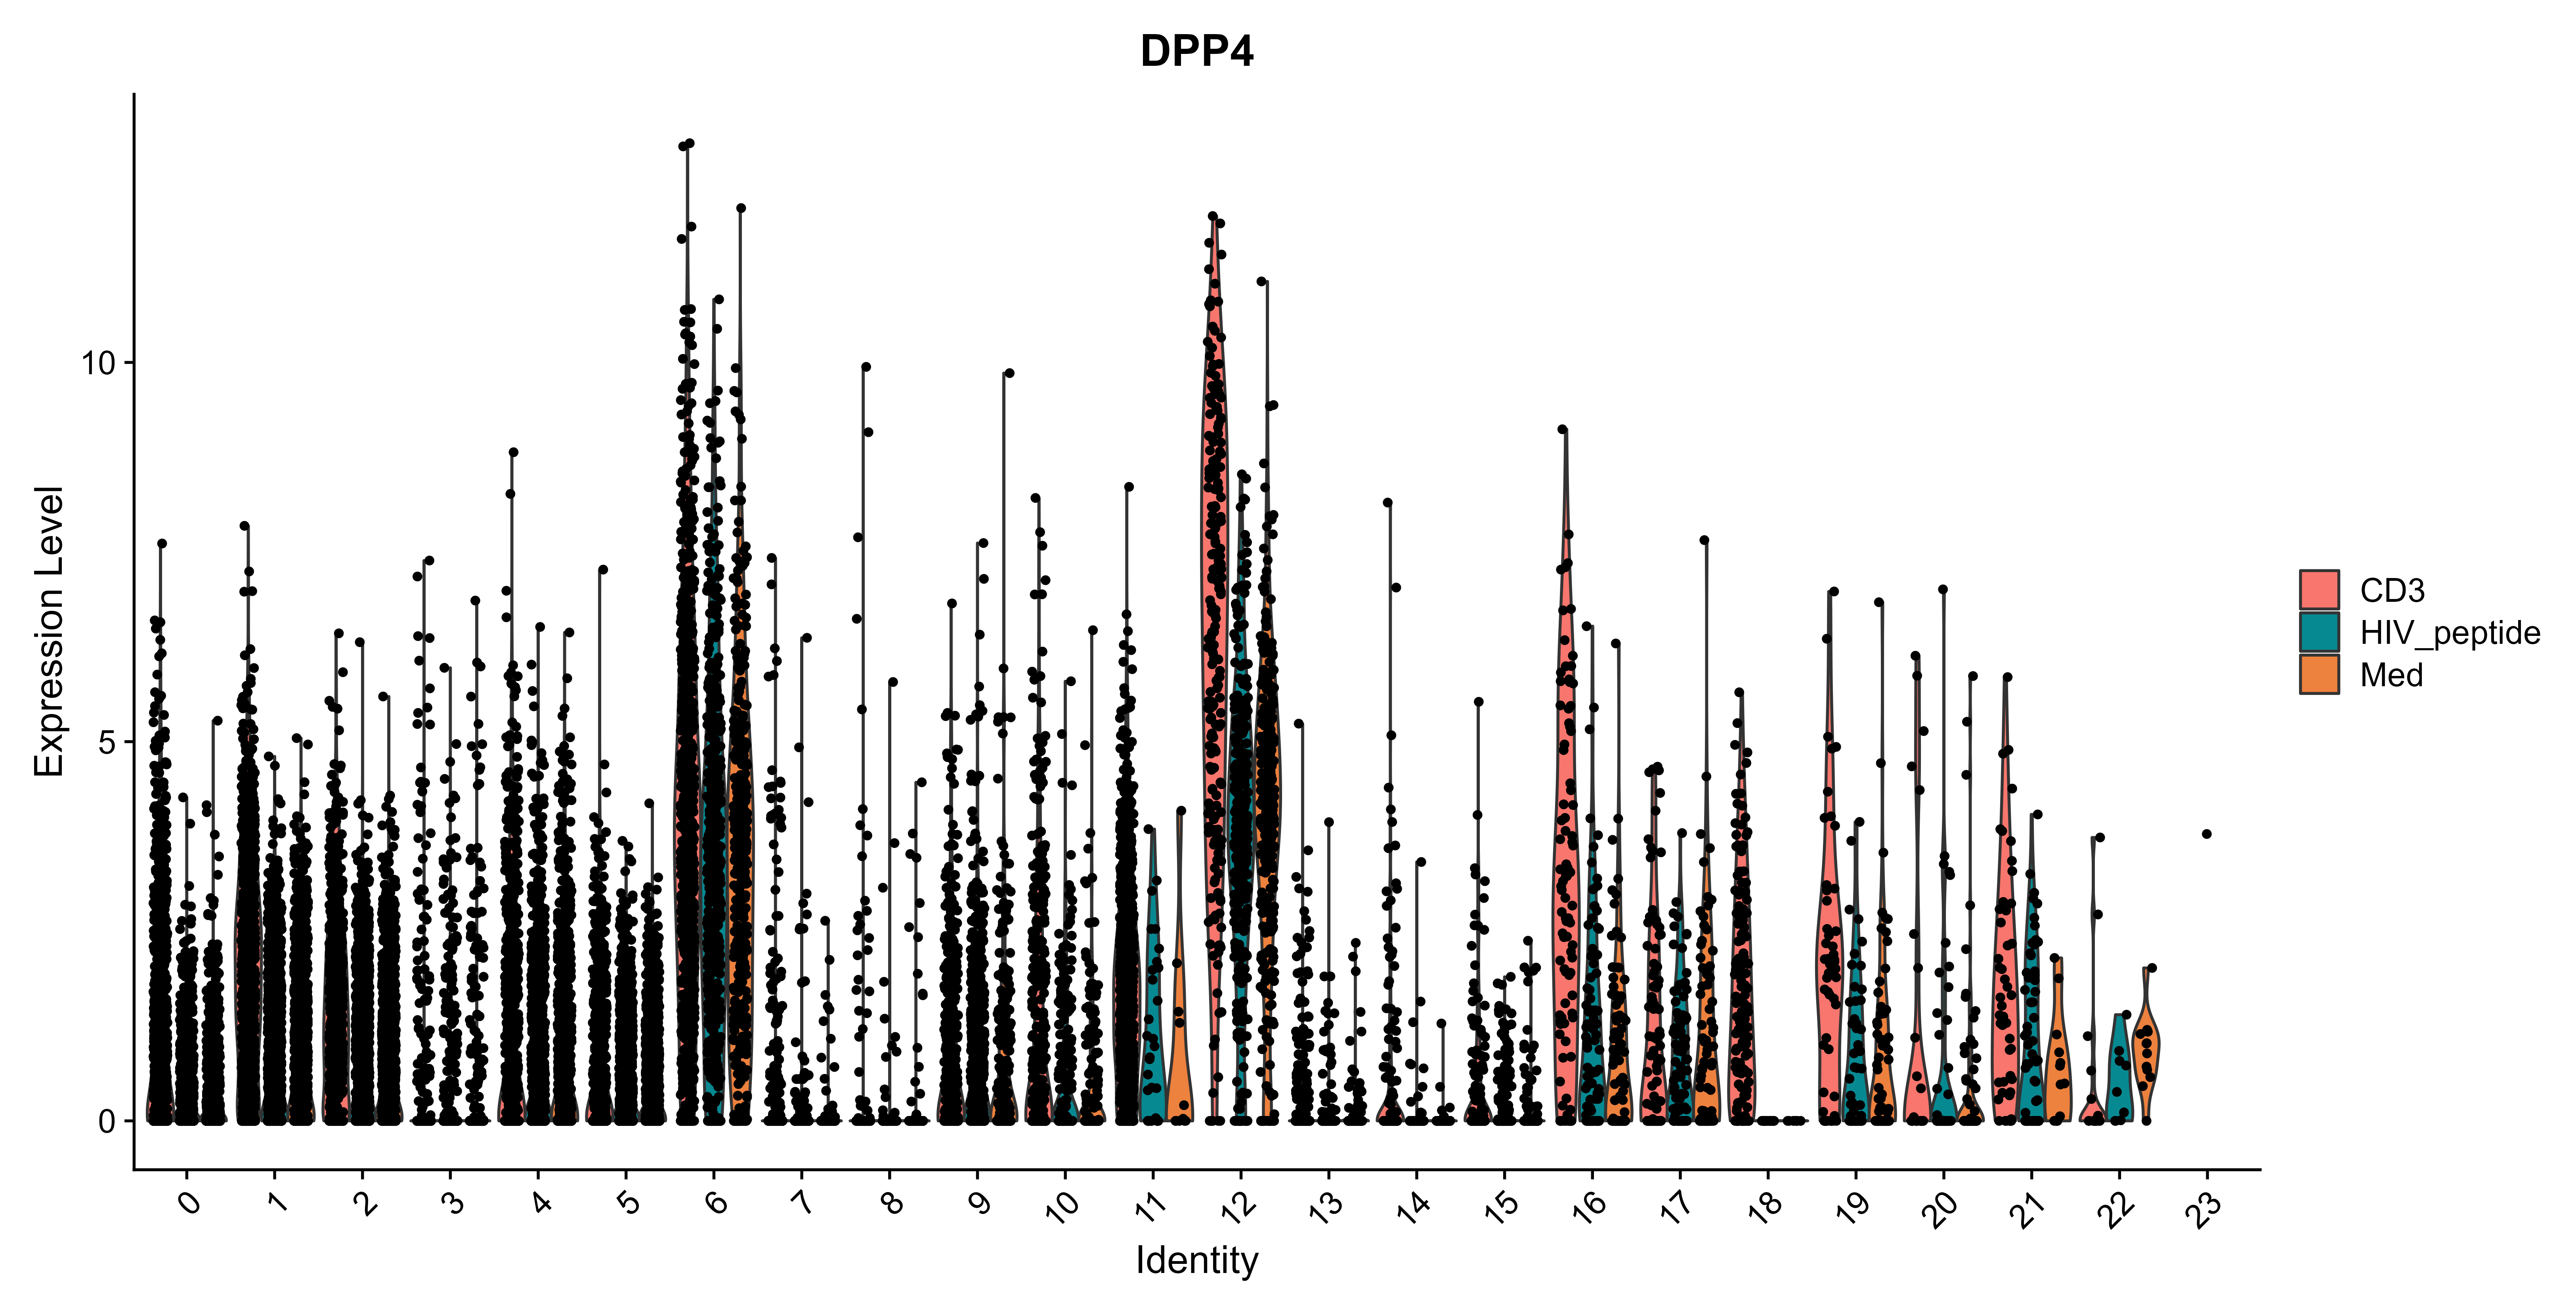 DPP4
Expression Level
10
5
0
0 1 2 3 4 5 6 7 8 9 10 11 12 13 14 15 16 17 18 19 20 21 22 23
Identity
CD3
HIV_peptide
Med